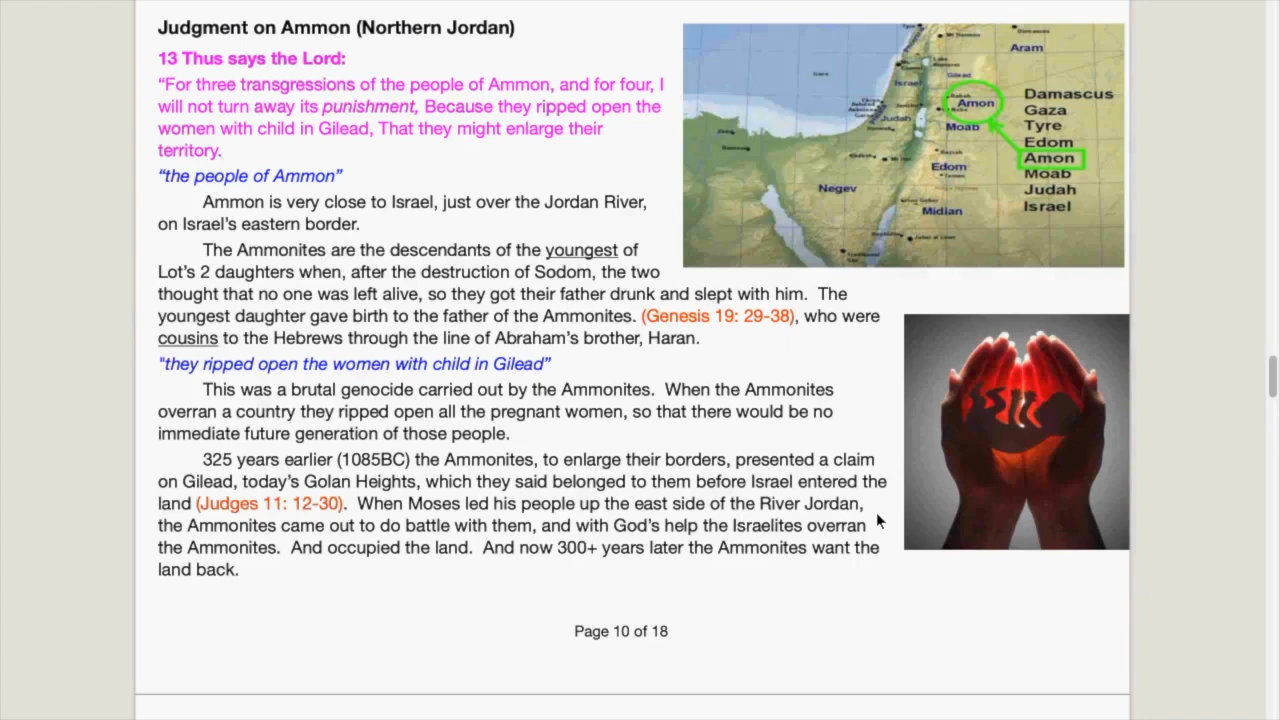 Judgment on Ammon (Northern Jordan)
13 Thus says the Lord:
“For three transgressions of the people of Ammon, and for four, I
will not turn away its punishment, Because they ripped open the
women with child in Gilead, That they might enlarge their
territory.
“the people of Ammon”
Ammon is very close to Israel, just over the Jordan River,
on Israel’s eastern border.
The Ammonites are the descendants of the youngest of
Lot’s 2 daughters when, after the destruction of Sodom, the two
thought that no one was left alive, so they got their father drunk and slept with him.  The
youngest daughter gave birth to the father of the Ammonites. (Genesis 19: 29-38), who were
cousins to the Hebrews through the line of Abraham’s brother, Haran.
"they ripped open the women with child in Gilead”
This was a brutal genocide carried out by the Ammonites.  When the Ammonites
overran a country they ripped open all the pregnant women, so that there would be no
immediate future generation of those people.
325 years earlier (1085BC) the Ammonites, to enlarge their borders, presented a claim
on Gilead, today’s Golan Heights, which they said belonged to them before Israel entered the
land (Judges 11: 12-30).  When Moses led his people up the east side of the River Jordan,
the Ammonites came out to do battle with them, and with God’s help the Israelites overran
the Ammonites.  And occupied the land.  And now 300+ years later the Ammonites want the
land back.
Page 10 of 18
Aram
Gilead
Israel
Amon
Judah
Moab
Edom
Negev
Midian
Damascus
Gaza
Tyre
Edom
Amon
Moab
Judah
Israel